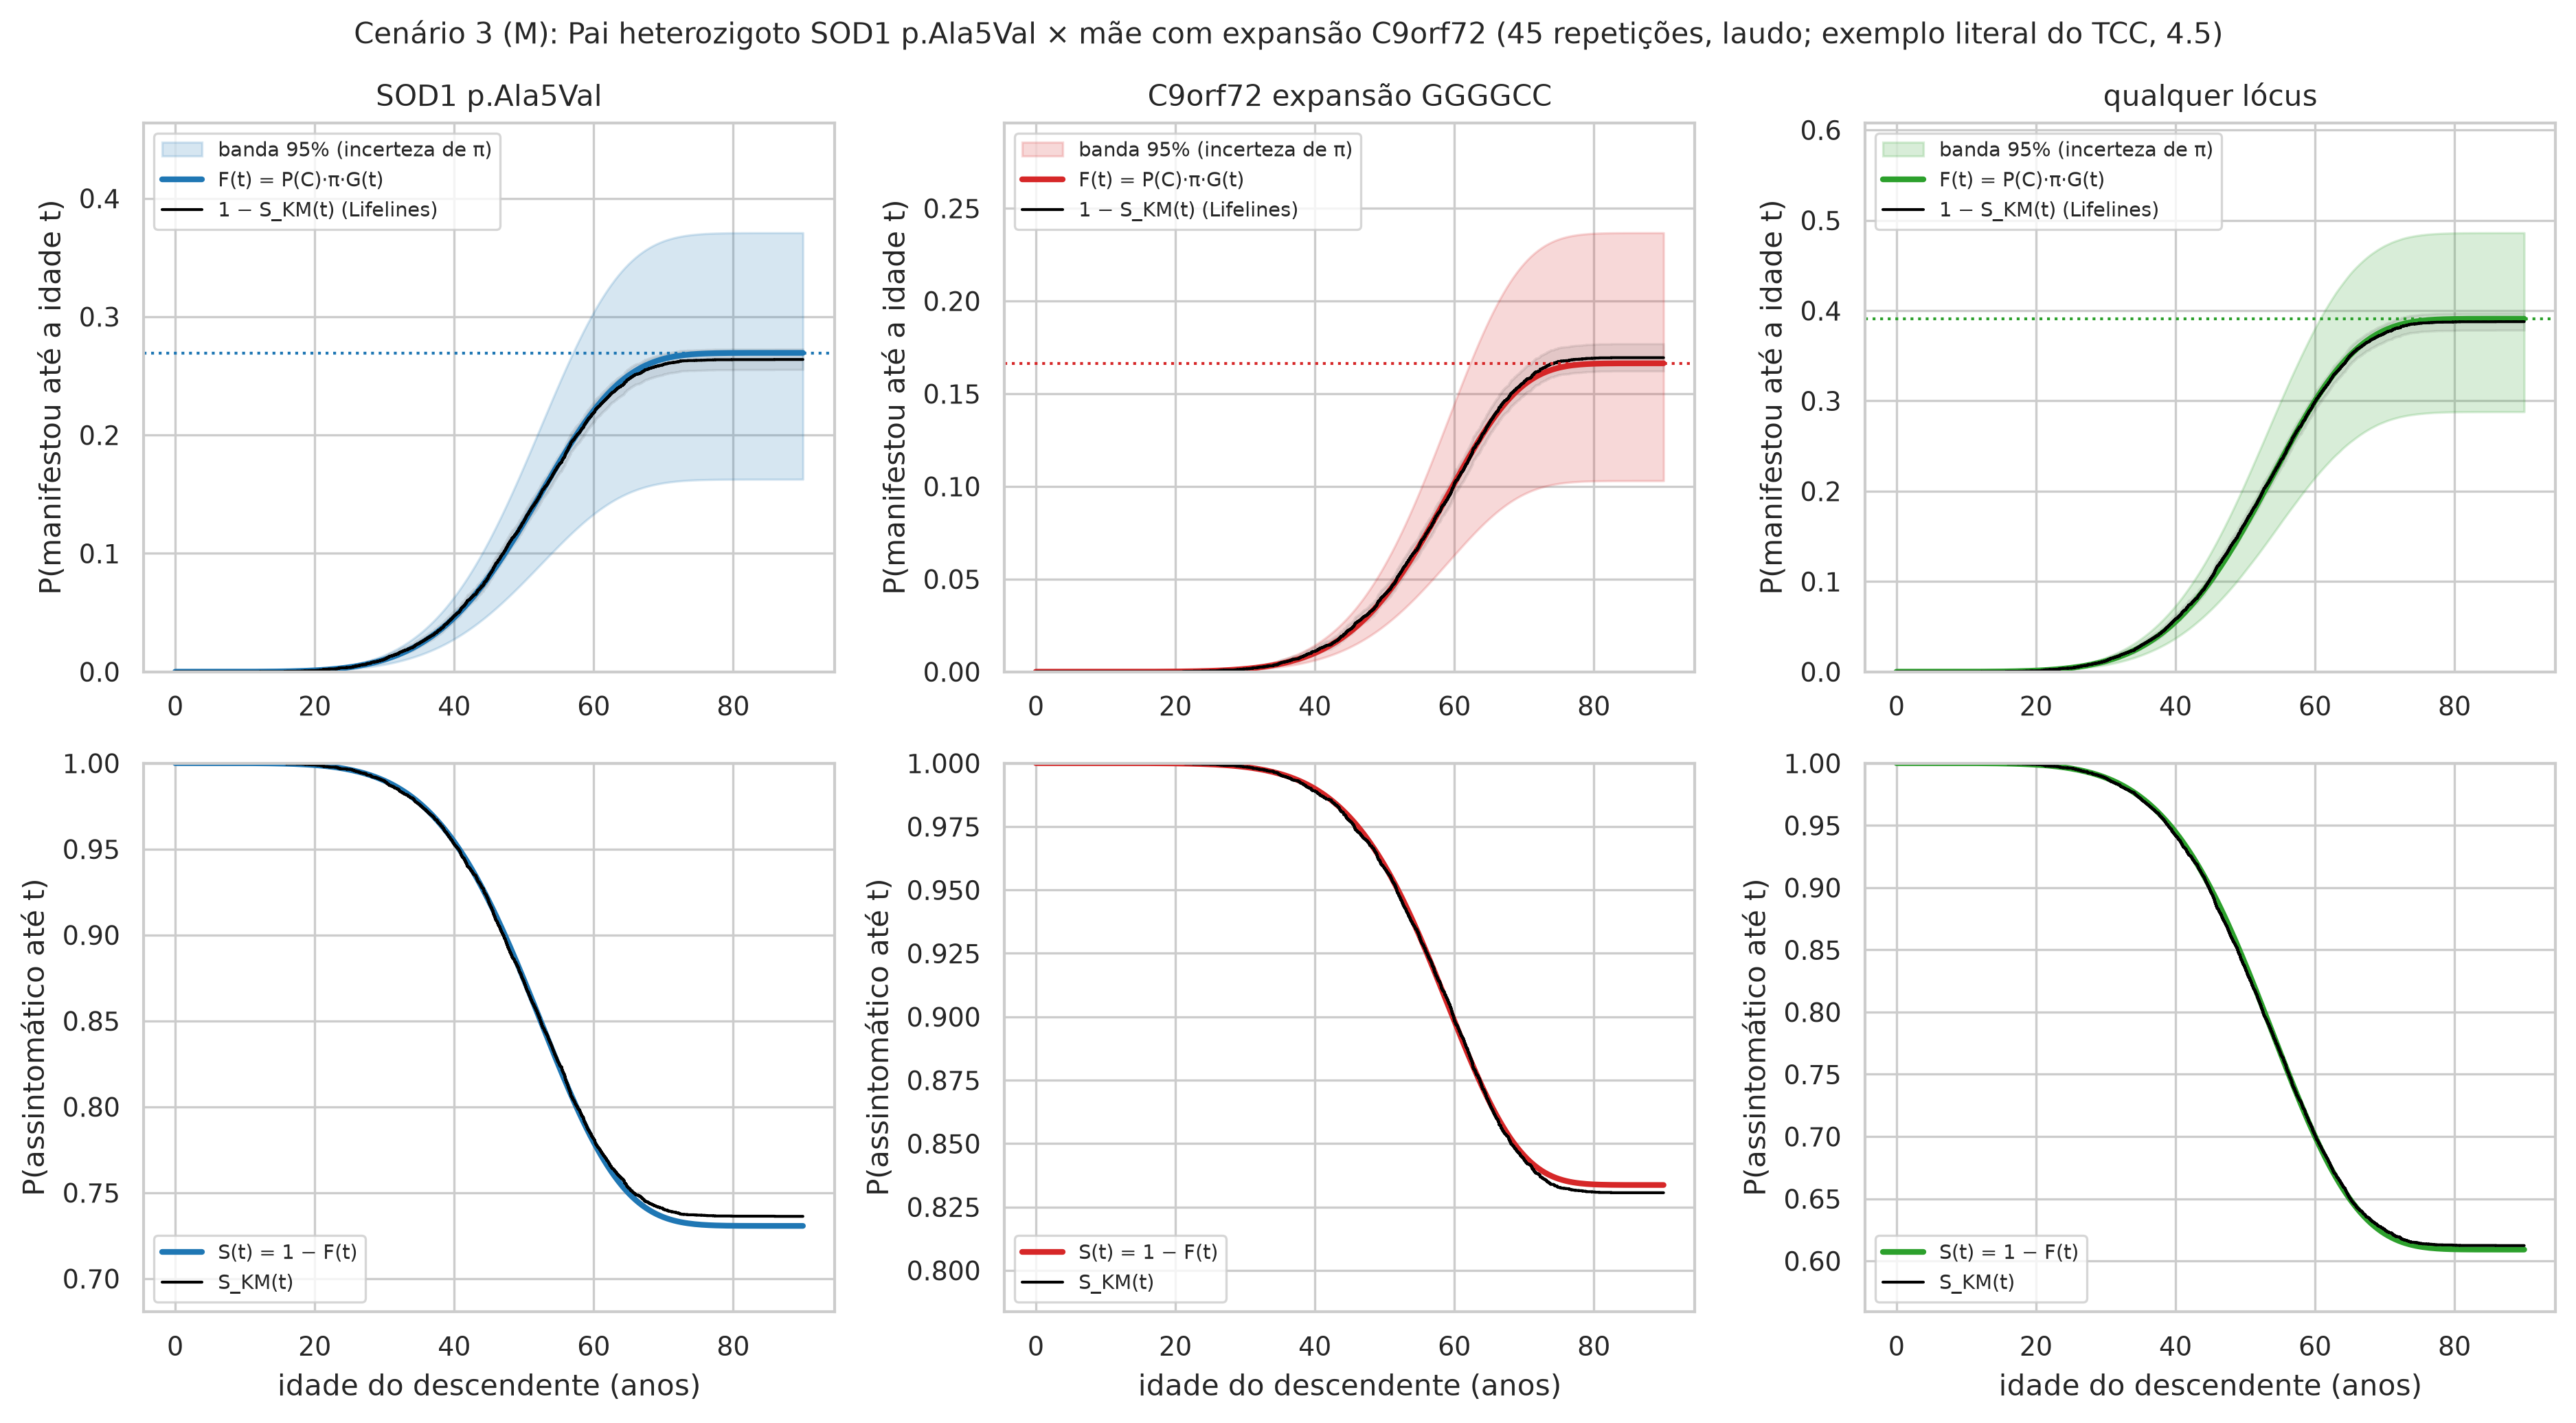 Cenário 3 (M): Pai heterozigoto SOD1 p.Ala5Val × mãe com expansão C9orf72 (45 repetições, laudo; exemplo literal do TCC, 4.5)
SOD1 p.Ala5Val
banda 95% (incerteza de π)
F(t) = P(C)·π·G(t)
1 − S_KM(t) (Lifelines)
P(manifestou até a idade t)
0.4
0.3
0.2
0.1
0.0
0 20 40 60 80
C9orf72 expansão GGGGCC
banda 95% (incerteza de π)
F(t) = P(C)·π·G(t)
1 − S_KM(t) (Lifelines)
P(manifestou até a idade t)
0.25
0.20
0.15
0.10
0.05
0.00
0 20 40 60 80
qualquer lócus
banda 95% (incerteza de π)
F(t) = P(C)·π·G(t)
1 − S_KM(t) (Lifelines)
P(manifestou até a idade t)
0.6
0.5
0.4
0.3
0.2
0.1
0.0
0 20 40 60 80
P(assintomático até t)
1.00
0.95
0.90
0.85
0.80
0.75
0.70
S(t) = 1 − F(t)
S_KM(t)
0 20 40 60 80
idade do descendente (anos)
P(assintomático até t)
1.000
0.975
0.950
0.925
0.900
0.875
0.850
0.825
0.800
S(t) = 1 − F(t)
S_KM(t)
0 20 40 60 80
idade do descendente (anos)
P(assintomático até t)
1.00
0.95
0.90
0.85
0.80
0.75
0.70
0.65
0.60
S(t) = 1 − F(t)
S_KM(t)
0 20 40 60 80
idade do descendente (anos)